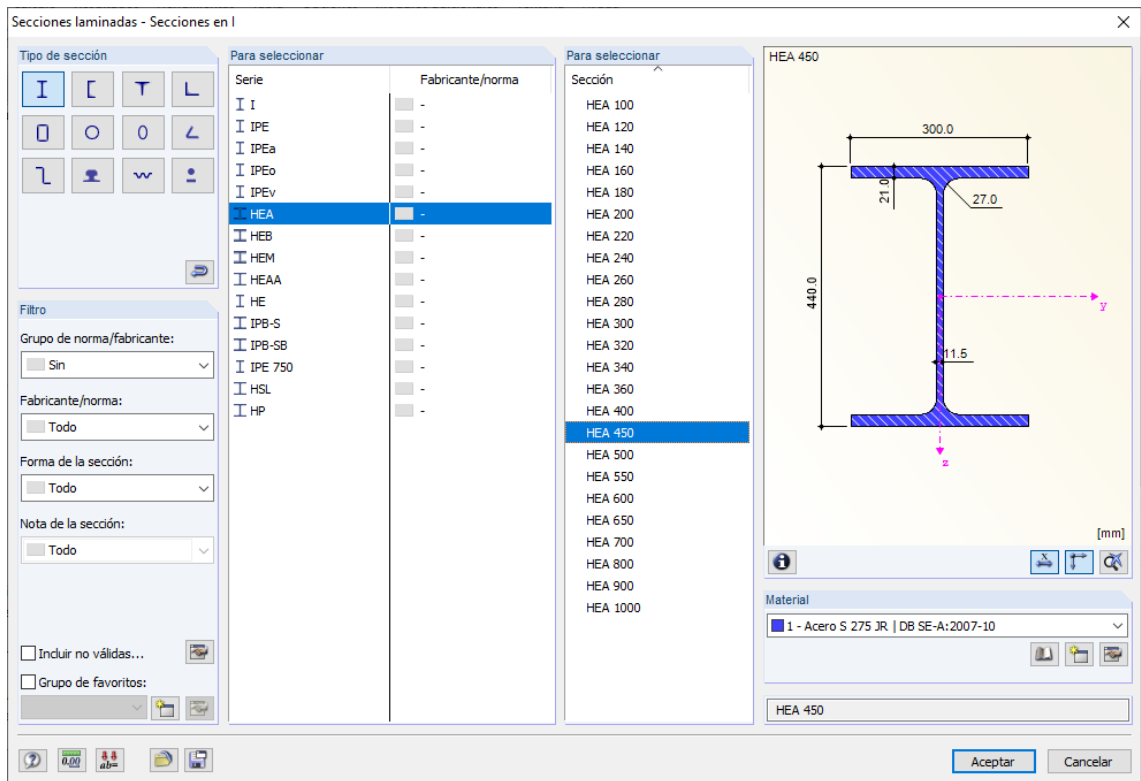 Secciones laminadas - Secciones en I
Tipo de sección
Filtro
Grupo de norma/fabricante:
Sin
Fabricante/norma:
Todo
Forma de la sección:
Todo
Nota de la sección:
Todo
Incluir no válidas...
Grupo de favoritos:
Para seleccionar
Serie Fabricante/norma
I -
IPE -
IPEa -
IPEo -
IPEv -
HEA -
HEB -
HEM -
HEAA -
HE -
IPB-S -
IPB-SB -
IPE 750 -
HSL -
HP -
Para seleccionar
Sección
HEA 100
HEA 120
HEA 140
HEA 160
HEA 180
HEA 200
HEA 220
HEA 240
HEA 260
HEA 280
HEA 300
HEA 320
HEA 340
HEA 360
HEA 400
HEA 450
HEA 500
HEA 550
HEA 600
HEA 650
HEA 700
HEA 800
HEA 900
HEA 1000
HEA 450
300.0
21.0
27.0
440.0
y
11.5
z
[mm]
Material
1 - Acero S 275 JR | DB SE-A:2007-10
HEA 450
0,00
ab=
Aceptar
Cancelar